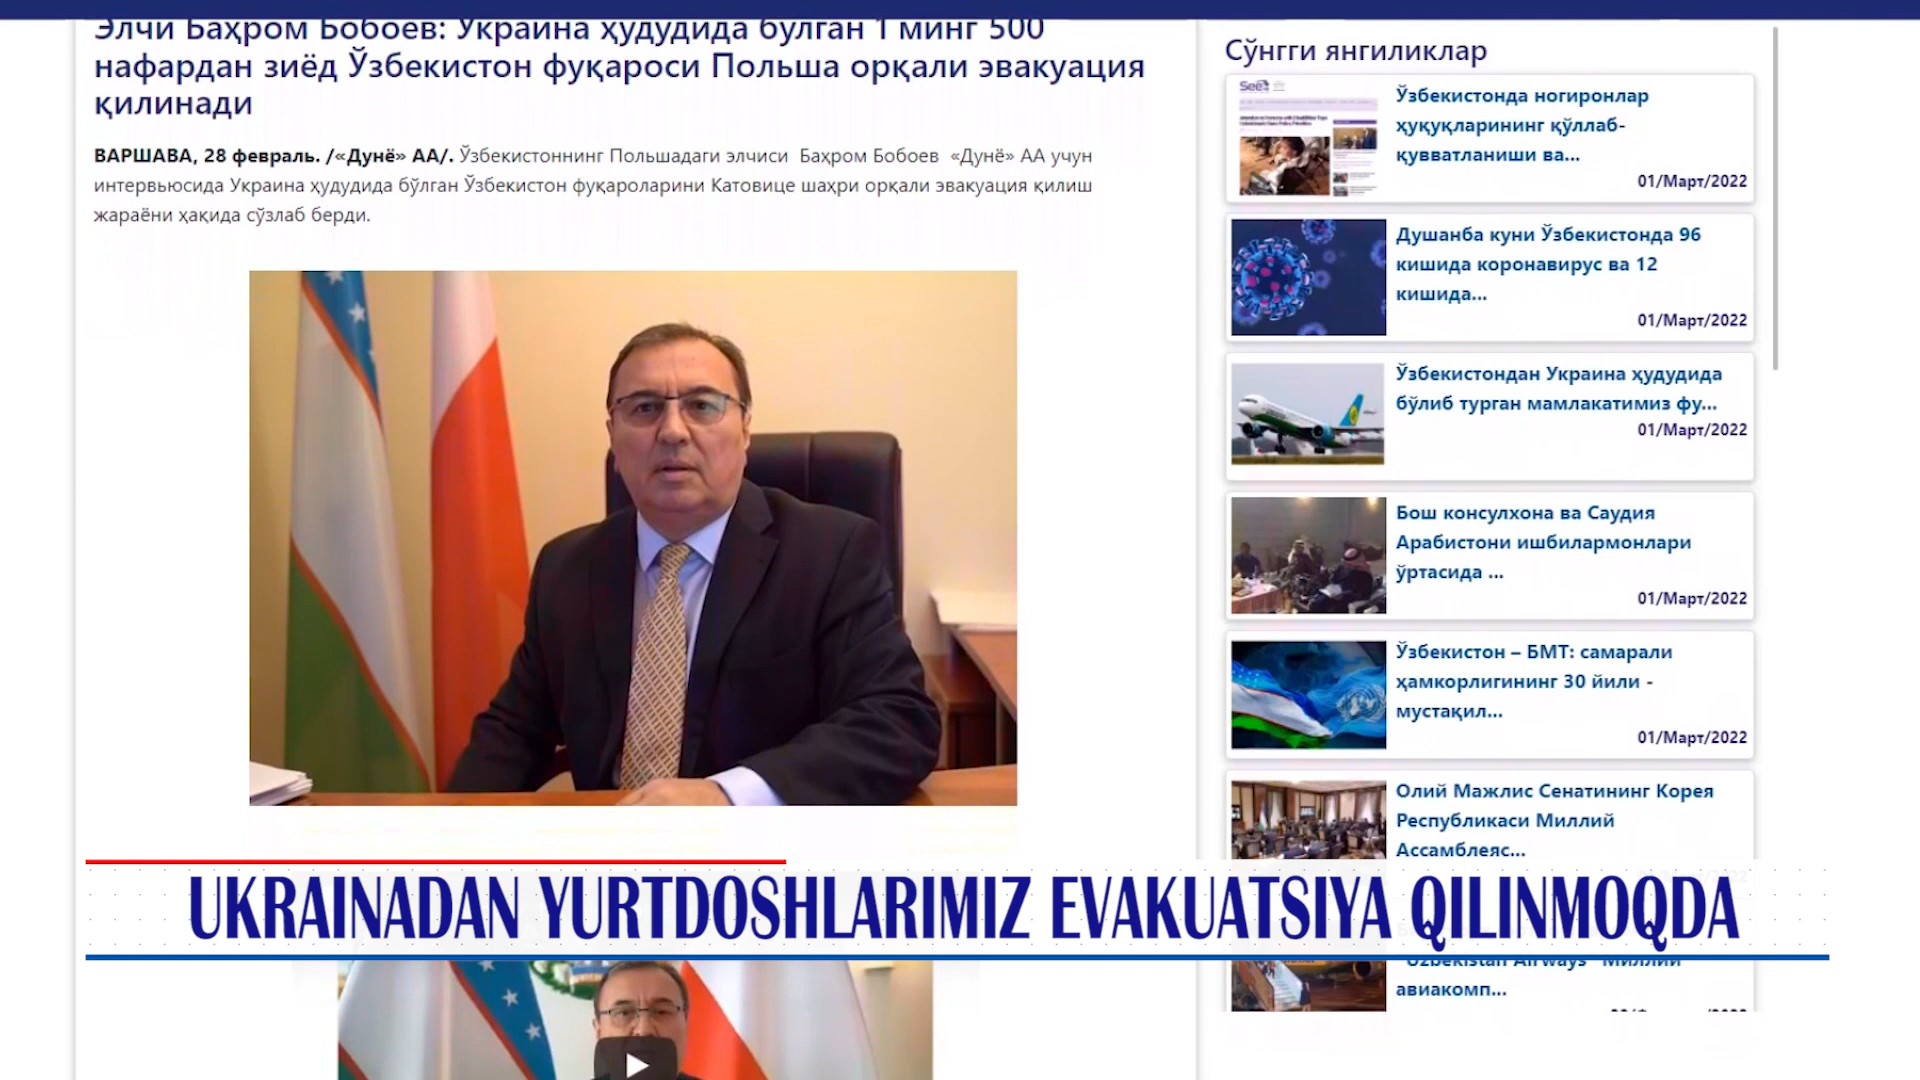 Элчи Баҳром Бобоев: Украина ҳудудида бўлган 1 минг 500
нафардан зиёд Ўзбекистон фуқароси Польша орқали эвакуация
қилинади
ВАРШАВА, 28 февраль. /«Дунё» АА/. Ўзбекистоннинг Польшадаги элчиси Баҳром Бобоев «Дунё» АА учун
интервьюсида Украина ҳудудида бўлган Ўзбекистон фуқароларини Катовице шаҳри орқали эвакуация қилиш
жараёни ҳақида сўзлаб берди.
Сўнгги янгиликлар
Ўзбекистонда ногиронлар
ҳуқуқларининг қўллаб-
қувватланиши ва...
01/Март/2022
Душанба куни Ўзбекистонда 96
кишида коронавирус ва 12
кишида...
01/Март/2022
Ўзбекистондан Украина ҳудудида
бўлиб турган мамлакатимиз фу...
01/Март/2022
Бош консулхона ва Саудия
Арабистони ишбилармонлари
ўртасида ...
01/Март/2022
Ўзбекистон – БМТ: самарали
ҳамкорлигининг 30 йили -
мустақил...
01/Март/2022
Олий Мажлис Сенатининг Корея
Республикаси Миллий
Ассамблеяс...
UKRAINADAN YURTDOSHLARIMIZ EVAKUATSIYA QILINMOQDA
"Uzbekistan Airways" Миллий
авиакомп...